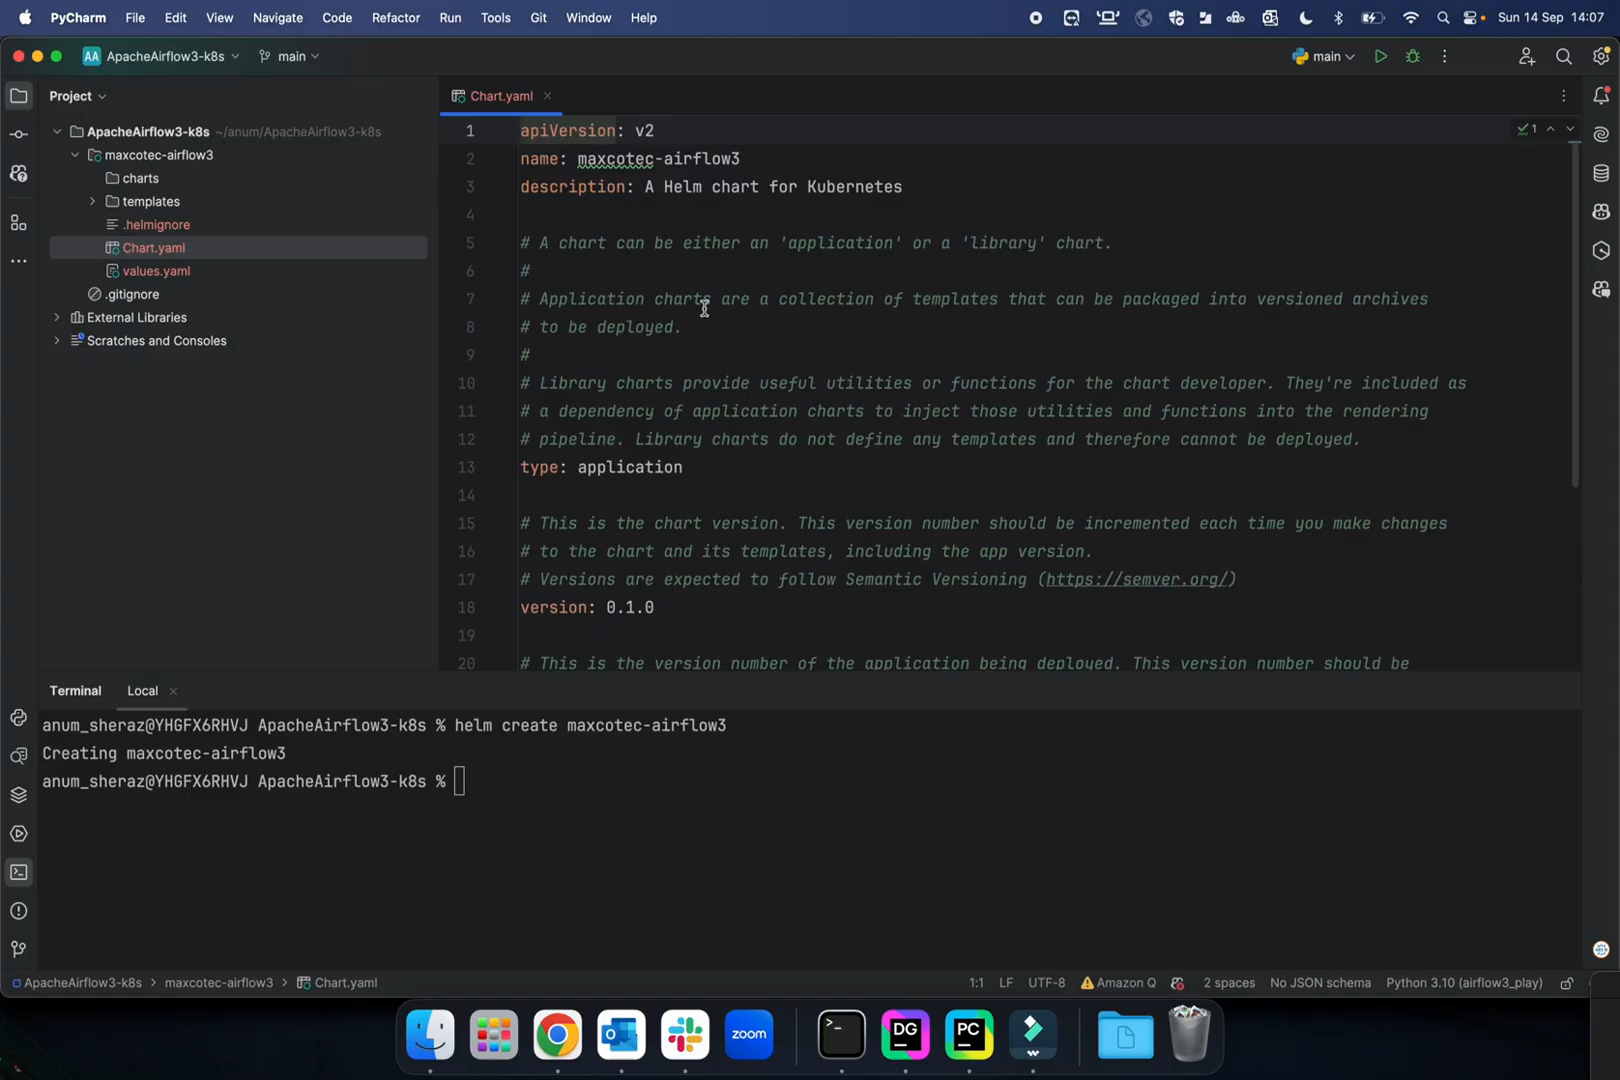 PyCharm File Edit View Navigate Code Refactor Run Tools Git Window Help Sun 14 Sep 14:07
AA ApacheAirflow3-k8s main main
Project
Chart.yaml
ApacheAirflow3-k8s ~/anum/ApacheAirflow3-k8s
maxcotec-airflow3
charts
templates
.helmignore
Chart.yaml
values.yaml
.gitignore
External Libraries
Scratches and Consoles
1 apiVersion: v2
1
2 name: maxcotec-airflow3
3 description: A Helm chart for Kubernetes
4
5 # A chart can be either an 'application' or a 'library' chart.
6 #
7 # Application charts are a collection of templates that can be packaged into versioned archives
8 # to be deployed.
9 #
10 # Library charts provide useful utilities or functions for the chart developer. They're included as
11 # a dependency of application charts to inject those utilities and functions into the rendering
12 # pipeline. Library charts do not define any templates and therefore cannot be deployed.
13 type: application
14
15 # This is the chart version. This version number should be incremented each time you make changes
16 # to the chart and its templates, including the app version.
17 # Versions are expected to follow Semantic Versioning (https://semver.org/)
18 version: 0.1.0
19
20 # This is the version number of the application being deployed. This version number should be
Terminal Local
anum_sheraz@YHGFX6RHVJ ApacheAirflow3-k8s % helm create maxcotec-airflow3
Creating maxcotec-airflow3
anum_sheraz@YHGFX6RHVJ ApacheAirflow3-k8s %
ApacheAirflow3-k8s > maxcotec-airflow3 > Chart.yaml 1:1 LF UTF-8 Amazon Q 2 spaces No JSON schema Python 3.10 (airflow3_play)
zoom DG PC